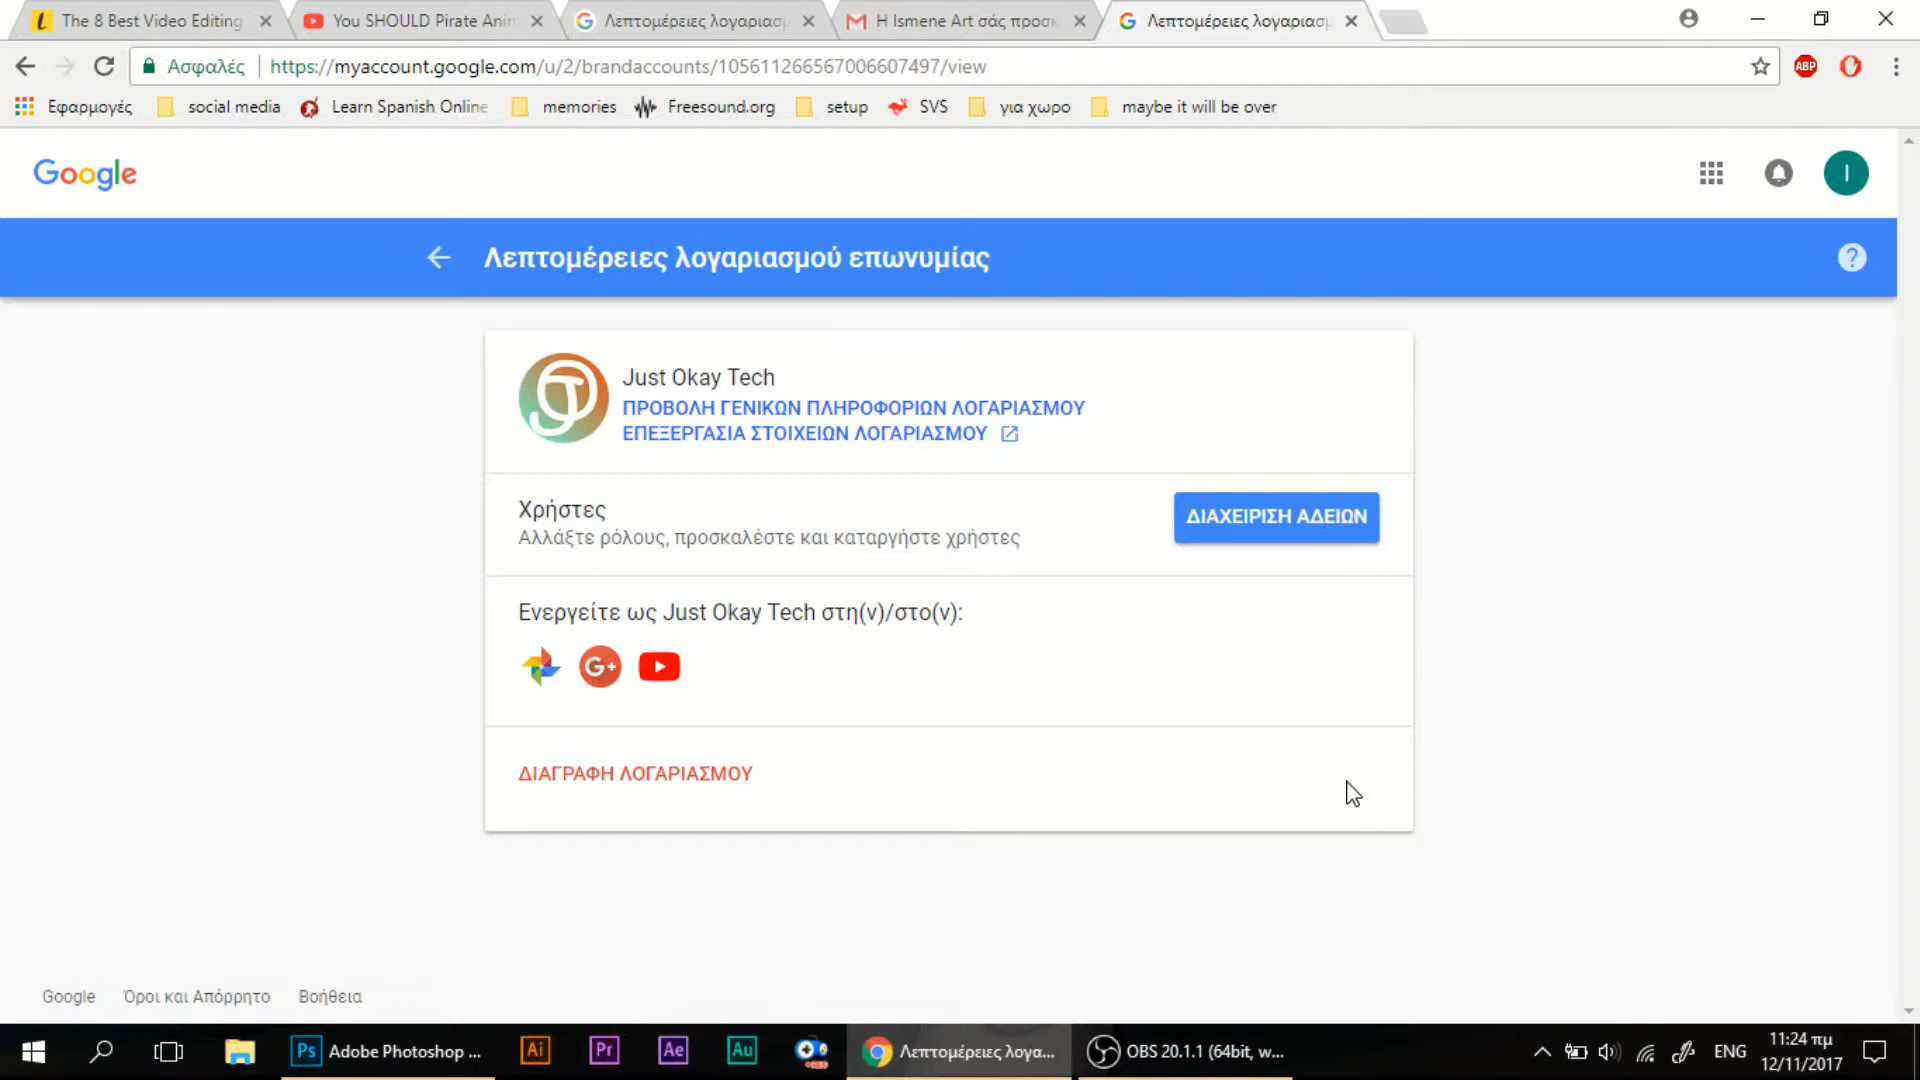 The 8 Best Video Editing
You SHOULD Pirate Anim
Λεπτομέρειες λογαριασμ
Η Ismene Art σάς προσκ
Λεπτομέρειες λογαριασμ
Ασφαλές https://myaccount.google.com/u/2/brandaccounts/105611266567006607497/view
ABP
Εφαρμογές social media Learn Spanish Online memories Freesound.org setup SVS για χωρο maybe it will be over
Google
I
Λεπτομέρειες λογαριασμού επωνυμίας
?
Just Okay Tech
ΠΡΟΒΟΛΗ ΓΕΝΙΚΩΝ ΠΛΗΡΟΦΟΡΙΩΝ ΛΟΓΑΡΙΑΣΜΟΥ
ΕΠΕΞΕΡΓΑΣΙΑ ΣΤΟΙΧΕΙΩΝ ΛΟΓΑΡΙΑΣΜΟΥ
Χρήστες
Αλλάξτε ρόλους, προσκαλέστε και καταργήστε χρήστες
ΔΙΑΧΕΙΡΙΣΗ ΑΔΕΙΩΝ
Ενεργείτε ως Just Okay Tech στη(ν)/στο(ν):
G+
ΔΙΑΓΡΑΦΗ ΛΟΓΑΡΙΑΣΜΟΥ
Google Όροι και Απόρρητο Βοήθεια
Ps Adobe Photoshop ... Ai Pr Ae Au Λεπτομέρειες λογα... OBS 20.1.1 (64bit, w... ENG
11:24 πμ
12/11/2017